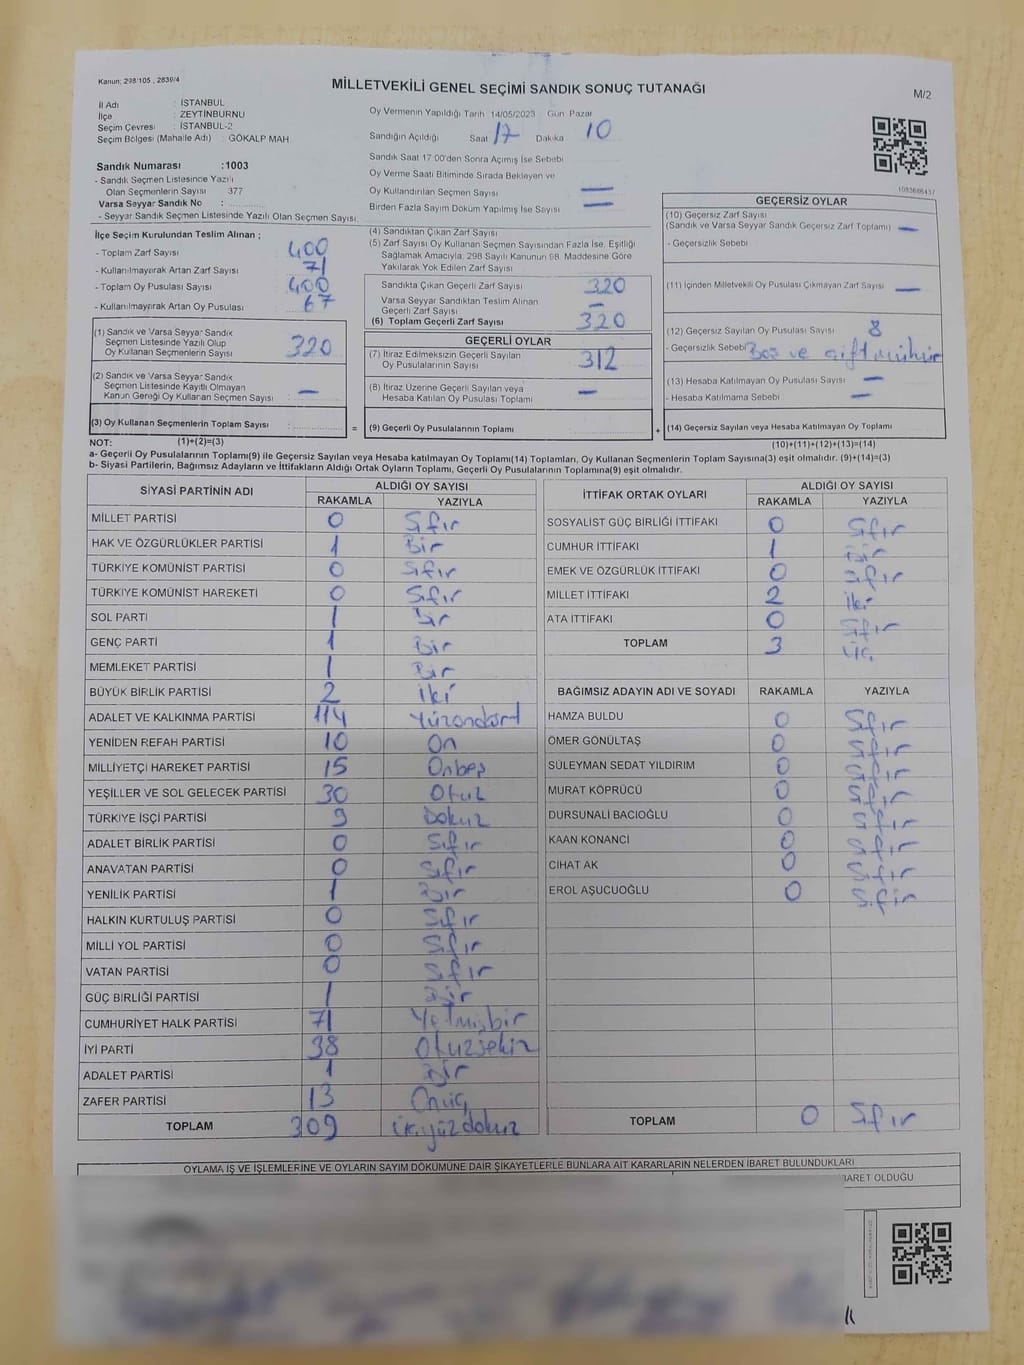 Kanun; 298/105 , 2839/4
MİLLETVEKİLİ GENEL SEÇİMİ SANDIK SONUÇ TUTANAĞI
M/2
İl Adı : İSTANBUL
İlçe : ZEYTİNBURNU
Seçim Çevresi : İSTANBUL-2
Seçim Bölgesi (Mahalle Adı) : GÖKALP MAH.
Oy Vermenin Yapıldığı Tarih 14/05/2023 Gün Pazar
Sandığın Açıldığı Saat 17 Dakika 10
Sandık Saat 17 00'den Sonra Açımış İse Sebebi
Oy Verme Saati Bitiminde Sırada Bekleyen ve
Oy Kullandırılan Seçmen Sayısı —
Birden Fazla Sayım Döküm Yapılmış İse Sayısı —
Sandık Numarası :1003
- Sandık Seçmen Listesinde Yazılı
Olan Seçmenlerin Sayısı 377
Varsa Seyyar Sandık No :
- Seyyar Sandık Seçmen Listesinde Yazılı Olan Seçmen Sayısı:
İlçe Seçim Kurulundan Teslim Alınan ;
- Toplam Zarf Sayısı 400
- Kullanılmayarak Artan Zarf Sayısı 71
- Toplam Oy Pusulası Sayısı 400
- Kullanılmayarak Artan Oy Pusulası 67
(4) Sandıktan Çıkan Zarf Sayısı
(5) Zarf Sayısı Oy Kullanan Seçmen Sayısından Fazla İse, Eşitliği
Sağlamak Amacıyla, 298 Sayılı Kanunun 98. Maddesine Göre
Yakılarak Yok Edilen Zarf Sayısı
Sandıkta Çıkan Geçerli Zarf Sayısı 320
Varsa Seyyar Sandıktan Teslim Alınan
Geçerli Zarf Sayısı —
(6) Toplam Geçerli Zarf Sayısı 320
GEÇERSİZ OYLAR
(10) Geçersiz Zarf Sayısı
(Sandık ve Varsa Seyyar Sandık Geçersiz Zarf Toplamı) —
- Geçersizlik Sebebi
(11) İçinden Milletvekili Oy Pusulası Çıkmayan Zarf Sayısı —
(12) Geçersiz Sayılan Oy Pusulası Sayısı 8
- Geçersizlik Sebebi Boş ve çift mühür
(13) Hesaba Katılmayan Oy Pusulası Sayısı —
- Hesaba Katılmama Sebebi —
(1) Sandık ve Varsa Seyyar Sandık
Seçmen Listesinde Yazılı Olup
Oy Kullanan Seçmenlerin Sayısı 320
(2) Sandık ve Varsa Seyyar Sandık
Seçmen Listesinde Kayıtlı Olmayan
Kanun Gereği Oy Kullanan Seçmen Sayısı : —
GEÇERLİ OYLAR
(7) İtiraz Edilmeksizin Geçerli Sayılan
Oy Pusulalarının Sayısı 312
(8) İtiraz Üzerine Geçerli Sayılan veya
Hesaba Katılan Oy Pusulası Toplamı —
(3) Oy Kullanan Seçmenlerin Toplam Sayısı : = (9) Geçerli Oy Pusulalarının Toplamı + (14) Geçersiz Sayılan veya Hesaba Katılmayan Oy Toplamı
NOT: (1)+(2)=(3) (10)+(11)+(12)+(13)=(14)
a- Geçerli Oy Pusulalarının Toplamı(9) ile Geçersiz Sayılan veya Hesaba Katılmayan Oy Toplamı(14) Toplamları, Oy Kullanan Seçmenlerin Toplam Sayısına(3) eşit olmalıdır. (9)+(14)=(3)
b- Siyasi Partilerin, Bağımsız Adayların ve İttifakların Aldığı Ortak Oyların Toplamı, Geçerli Oy Pusulalarının Toplamına(9) eşit olmalıdır.
SİYASİ PARTİNİN ADI ALDIĞI OY SAYISI
RAKAMLA YAZIYLA
MİLLET PARTİSİ 0 Sıfır
HAK VE ÖZGÜRLÜKLER PARTİSİ 1 Bir
TÜRKİYE KOMÜNİST PARTİSİ 0 Sıfır
TÜRKİYE KOMÜNİST HAREKETİ 0 Sıfır
SOL PARTİ 1 Bir
GENÇ PARTİ 1 Bir
MEMLEKET PARTİSİ 1 Bir
BÜYÜK BİRLİK PARTİSİ 2 iki
ADALET VE KALKINMA PARTİSİ 114 Yüzondört
YENİDEN REFAH PARTİSİ 10 On
MİLLİYETÇİ HAREKET PARTİSİ 15 Onbeş
YEŞİLLER VE SOL GELECEK PARTİSİ 30 Otuz
TÜRKİYE İŞÇİ PARTİSİ 9 Dokuz
ADALET BİRLİK PARTİSİ 0 Sıfır
ANAVATAN PARTİSİ 0 Sıfır
YENİLİK PARTİSİ 1 Bir
HALKIN KURTULUŞ PARTİSİ 0 Sıfır
MİLLİ YOL PARTİSİ 0 Sıfır
VATAN PARTİSİ 0 Sıfır
GÜÇ BİRLİĞİ PARTİSİ 1 Bir
CUMHURİYET HALK PARTİSİ 71 Yetmişbir
İYİ PARTİ 38 Otuzsekiz
ADALET PARTİSİ 1 Bir
ZAFER PARTİSİ 13 Onüç
TOPLAM 309 üçyüzdokuz
İTTİFAK ORTAK OYLARI ALDIĞI OY SAYISI
RAKAMLA YAZIYLA
SOSYALİST GÜÇ BİRLİĞİ İTTİFAKI 0 Sıfır
CUMHUR İTTİFAKI 1 Bir
EMEK VE ÖZGÜRLÜK İTTİFAKI 0 Sıfır
MİLLET İTTİFAKI 2 iki
ATA İTTİFAKI 0 Sıfır
TOPLAM 3 üç
BAĞIMSIZ ADAYIN ADI VE SOYADI RAKAMLA YAZIYLA
HAMZA BULDU 0 Sıfır
ÖMER GÖNÜLTAŞ 0 Sıfır
SÜLEYMAN SEDAT YILDIRIM 0 Sıfır
MURAT KÖPRÜCÜ 0 Sıfır
DURSUNALİ BACIOĞLU 0 Sıfır
KAAN KONANCI 0 Sıfır
CİHAT AK 0 Sıfır
EROL AŞUCUOĞLU 0 Sıfır
TOPLAM 0 Sıfır
OYLAMA İŞ VE İŞLEMLERİNE VE OYLARIN SAYIM DÖKÜMÜNE DAİR ŞİKAYETLERLE BUNLARA AİT KARARLARIN NELERDEN İBARET BULUNDUKLARI
İBARET OLDUĞU